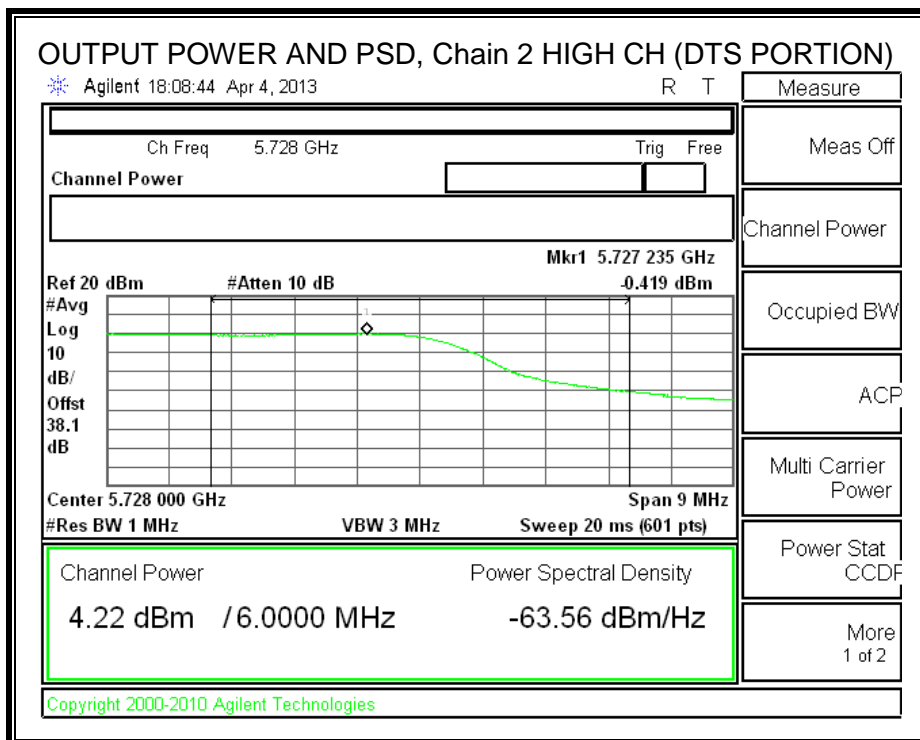 OUTPUT POWER AND PSD, Chain 2 HIGH CH (DTS PORTION)
Agilent 18:08:44 Apr 4, 2013 R T
Ch Freq 5.728 GHz Trig Free
Channel Power
Mkr1 5.727 235 GHz
Ref 20 dBm #Atten 10 dB -0.419 dBm
#Avg
Log
10
dB/
Offst
38.1
dB
1
Center 5.728 000 GHz Span 9 MHz
#Res BW 1 MHz VBW 3 MHz Sweep 20 ms (601 pts)
Channel Power Power Spectral Density
4.22 dBm / 6.0000 MHz -63.56 dBm/Hz
Copyright 2000-2010 Agilent Technologies
Measure
Meas Off
Channel Power
Occupied BW
ACP
Multi Carrier
Power
Power Stat
CCDF
More
1 of 2